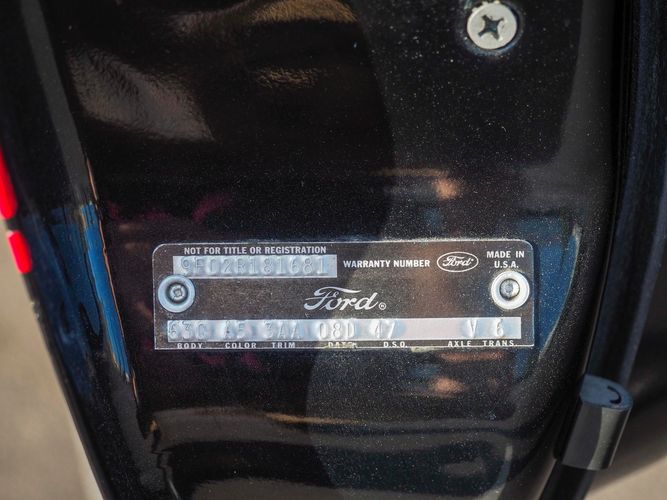 NOT FOR TITLE OR REGISTRATION
9F02R181681 WARRANTY NUMBER Ford MADE IN U.S.A.
Ford®
63C A5 3AA 08D 47 V 6
BODY COLOR TRIM DATE D.S.O. AXLE TRANS.